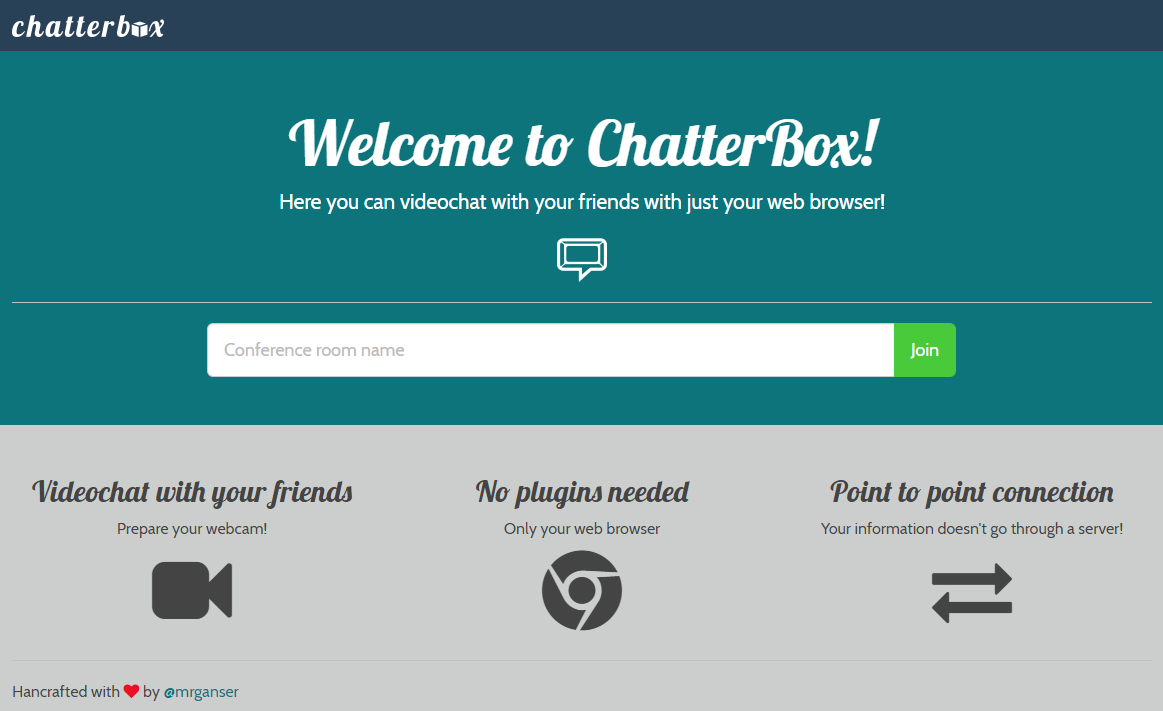 chatterbox
Welcome to ChatterBox!
Here you can videochat with your friends with just your web browser!
Conference room name
Join
Videochat with your friends
Prepare your webcam!
No plugins needed
Only your web browser
Point to point connection
Your information doesn't go through a server!
Hancrafted with ❤ by @mrganser